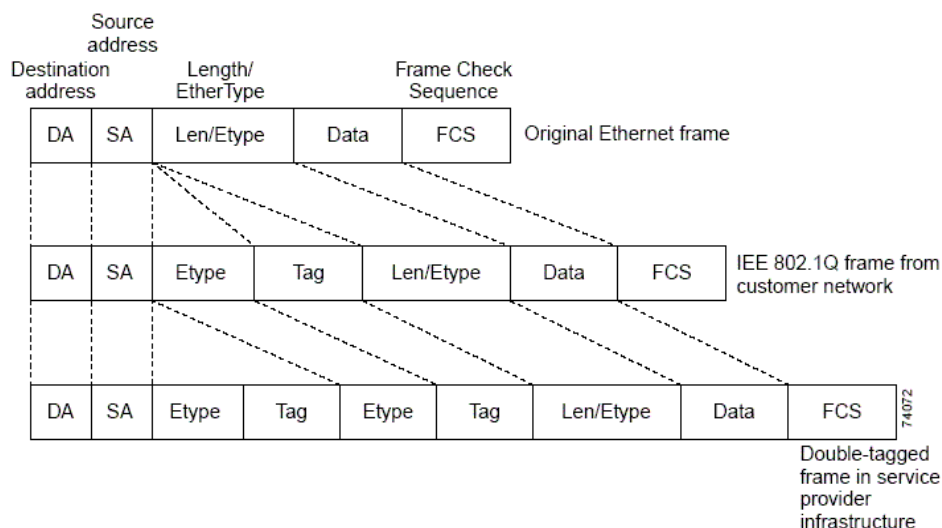 Source
address
Destination
address
Length/
EtherType
Frame Check
Sequence
DA SA Len/Etype Data FCS
Original Ethernet frame
DA SA Etype Tag Len/Etype Data FCS
IEE 802.1Q frame from
customer network
DA SA Etype Tag Etype Tag Len/Etype Data FCS
74072
Double-tagged
frame in service
provider
infrastructure